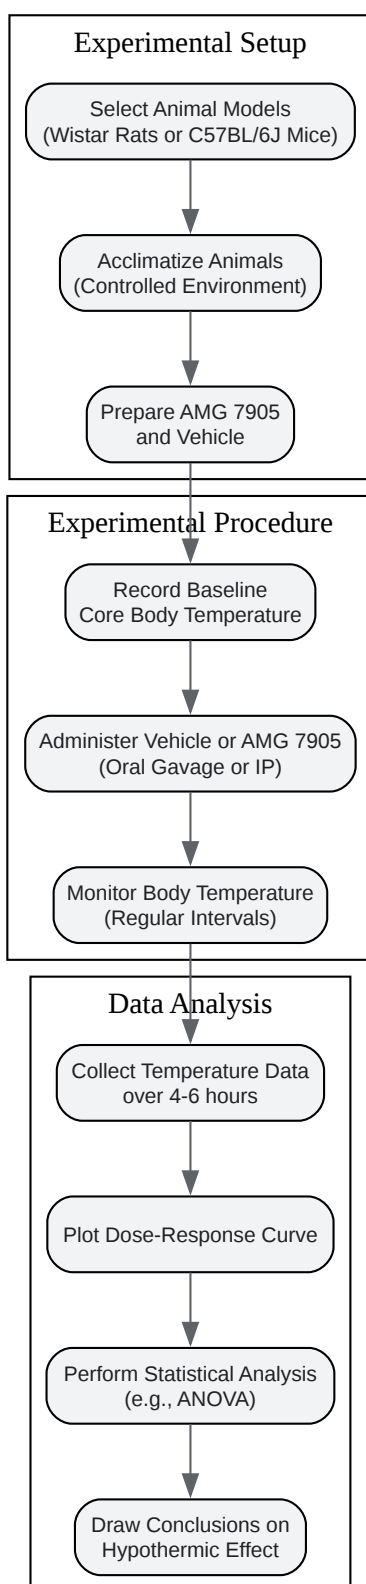 Experimental Setup
Select Animal Models
(Wistar Rats or C57BL/6J Mice)
Acclimatize Animals
(Controlled Environment)
Prepare AMG 7905
and Vehicle
Experimental Procedure
Record Baseline
Core Body Temperature
Administer Vehicle or AMG 7905
(Oral Gavage or IP)
Monitor Body Temperature
(Regular Intervals)
Data Analysis
Collect Temperature Data
over 4-6 hours
Plot Dose-Response Curve
Perform Statistical Analysis
(e.g., ANOVA)
Draw Conclusions on
Hypothermic Effect